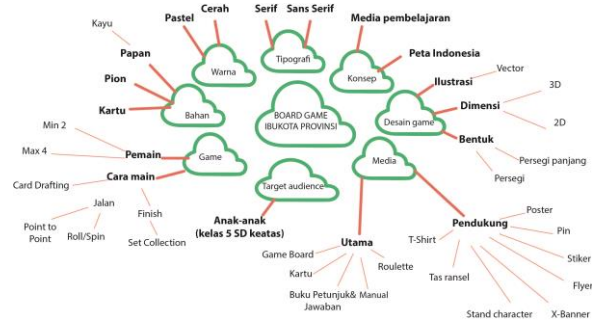 Cerah
Serif
Sans Serif
Pastel
Media pembelajaran
Kayu
Papan
Warna
Tipografi
Konsep
Peta Indonesia
Ilustrasi
Vector
Pion
Kartu
Bahan
BOARD GAME
IBUKOTA PROVINSI
Desain game
Dimensi
3D
2D
Bentuk
Persegi panjang
Persegi
Min 2
Max 4
Pemain
Game
Cara main
Card Drafting
Jalan
Point to
Point
Roll/Spin
Finish
Set Collection
Target audience
Anak-anak
(kelas 5 SD keatas)
Media
Utama
Game Board
Kartu
Buku Petunjuk& Manual
Jawaban
Roulette
Pendukung
T-Shirt
Tas ransel
Stand character
X-Banner
Flyer
Stiker
Pin
Poster